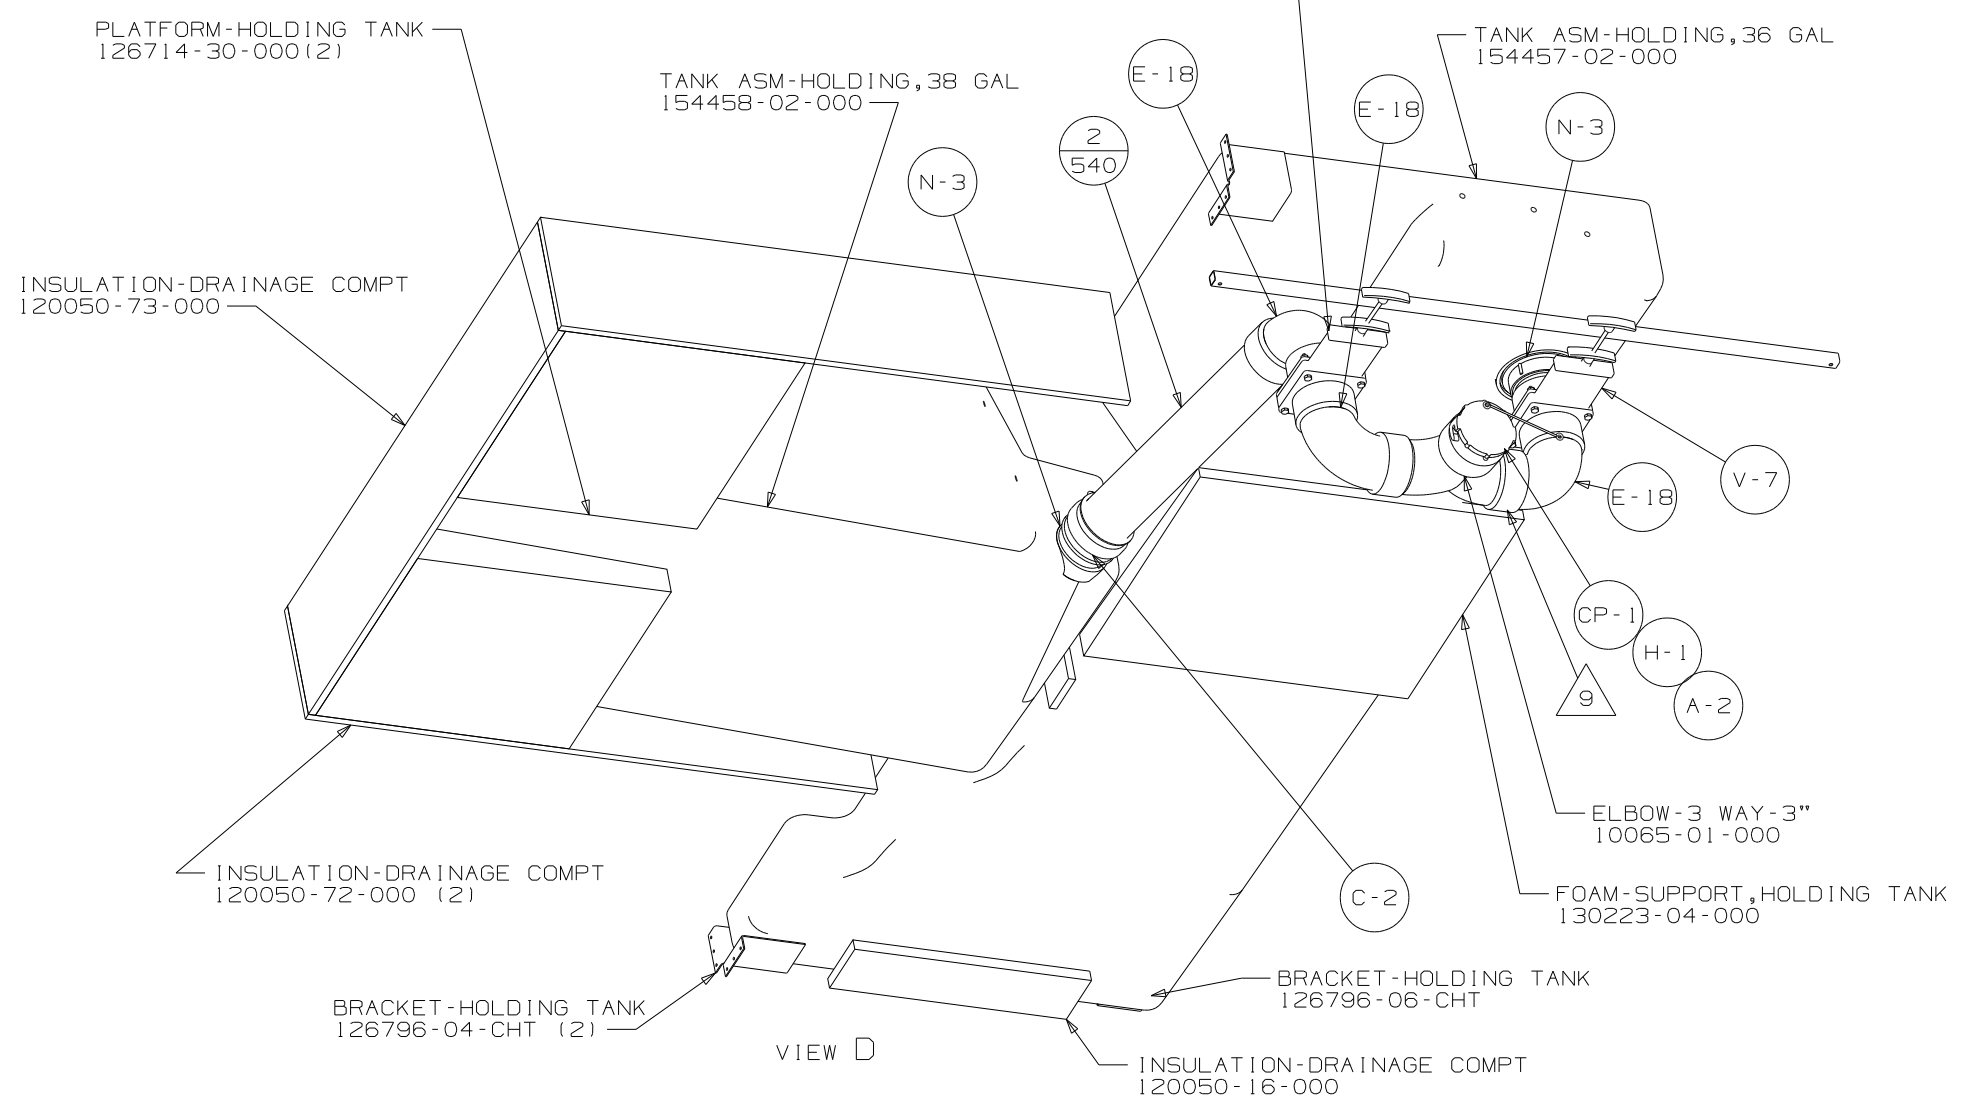 PLATFORM-HOLDING TANK
126714-30-000(2)
TANK ASM-HOLDING,38 GAL
154458-02-000
TANK ASM-HOLDING,36 GAL
154457-02-000
E-18
E-18
N-3
2
540
N-3
INSULATION-DRAINAGE COMPT
120050-73-000
V-7
E-18
CP-1
H-1
A-2
9
ELBOW-3 WAY-3"
10065-01-000
INSULATION-DRAINAGE COMPT
120050-72-000 (2)
C-2
FOAM-SUPPORT,HOLDING TANK
130223-04-000
BRACKET-HOLDING TANK
126796-06-CHT
BRACKET-HOLDING TANK
126796-04-CHT (2)
VIEW D
INSULATION-DRAINAGE COMPT
120050-16-000